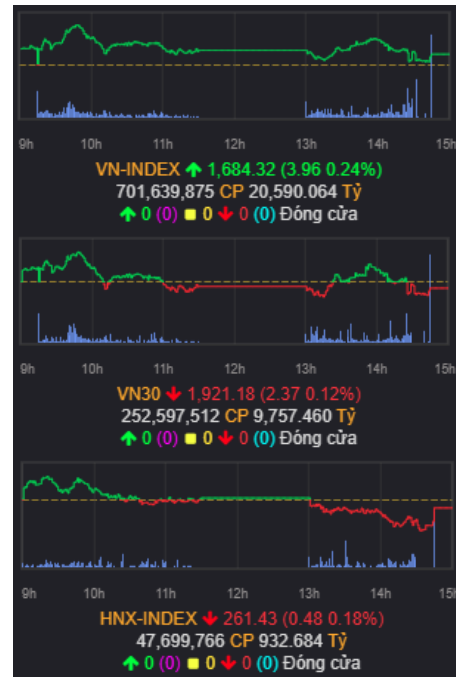 9h 10h 11h 12h 13h 14h 15h
VN-INDEX 1,684.32 (3.96 0.24%)
701,639,875 CP 20,590.064 Tỷ
0 (0) 0 0 (0) Đóng cửa
9h 10h 11h 12h 13h 14h 15h
VN30 1,921.18 (2.37 0.12%)
252,597,512 CP 9,757.460 Tỷ
0 (0) 0 0 (0) Đóng cửa
9h 10h 11h 12h 13h 14h 15h
HNX-INDEX 261.43 (0.48 0.18%)
47,699,766 CP 932.684 Tỷ
0 (0) 0 0 (0) Đóng cửa